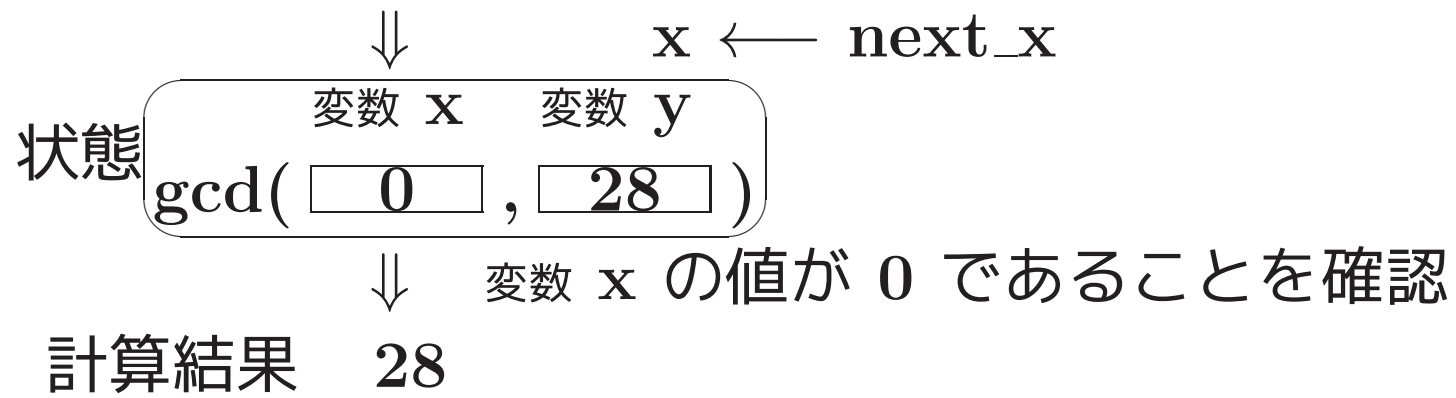 ⇓ x ⟵ next_x
変数 x 変数 y
状態 gcd( 0 , 28 )
⇓ 変数 x の値が 0 であることを確認
計算結果 28